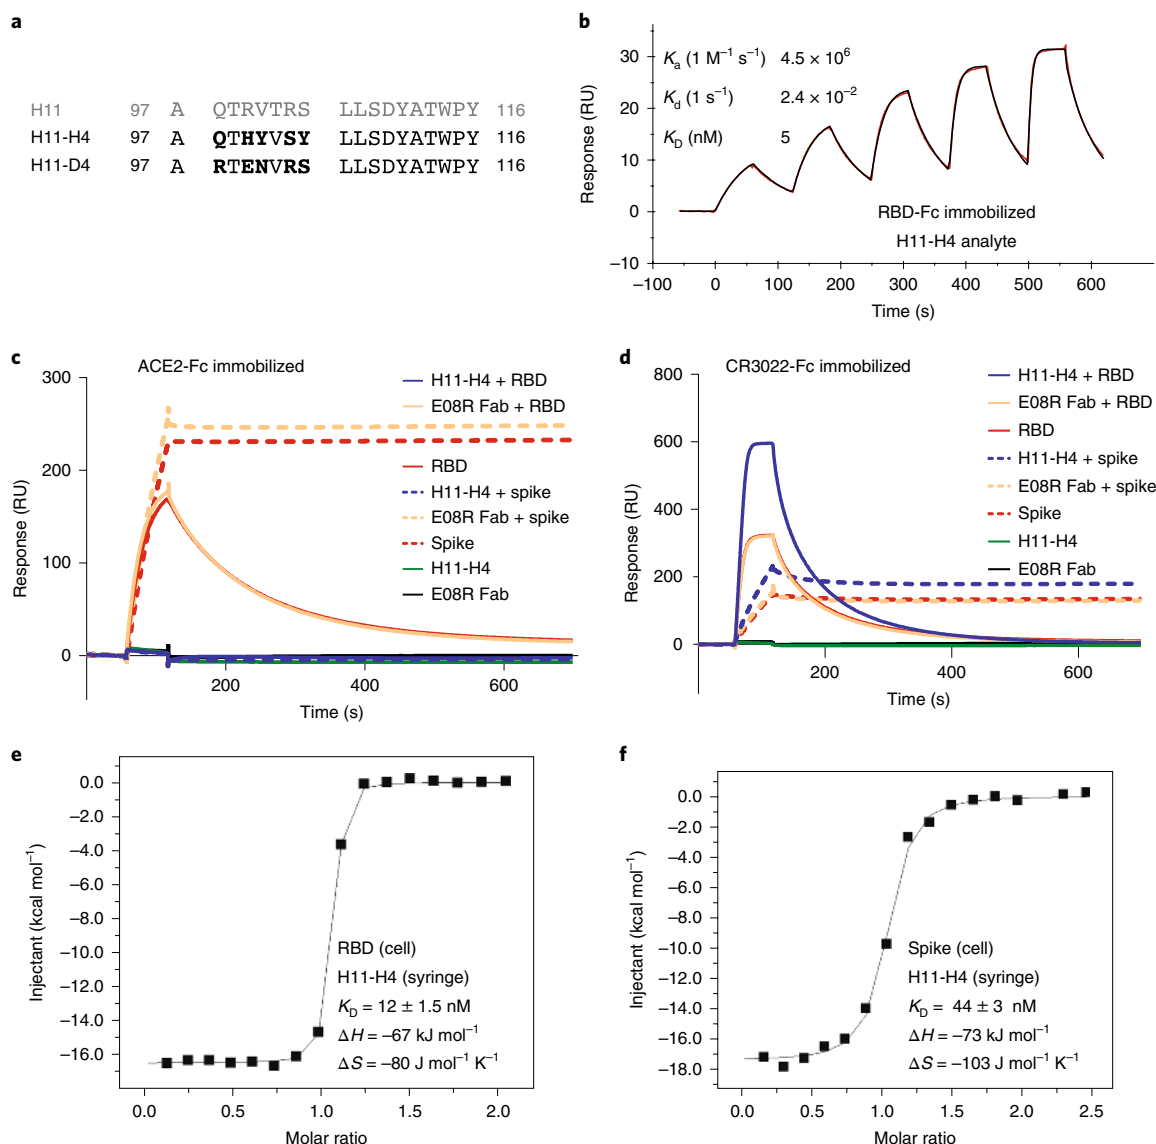 a
H11 97 A QTRVTRS LLSDYATWPY 116
H11-H4 97 A QTHYVSY LLSDYATWPY 116
H11-D4 97 A RTENVRS LLSDYATWPY 116
b
Response (RU)
30
20
10
0
–10
Ka (1 M–1 s–1) 4.5 × 10⁶
Kd (1 s–1) 2.4 × 10–2
KD (nM) 5
RBD-Fc immobilized
H11-H4 analyte
–100 0 100 200 300 400 500 600
Time (s)
c
ACE2-Fc immobilized
Response (RU)
300
200
100
0
H11-H4 + RBD
E08R Fab + RBD
RBD
H11-H4 + spike
E08R Fab + spike
Spike
H11-H4
E08R Fab
200 400 600
Time (s)
d
CR3022-Fc immobilized
Response (RU)
800
600
400
200
0
H11-H4 + RBD
E08R Fab + RBD
RBD
H11-H4 + spike
E08R Fab + spike
Spike
H11-H4
E08R Fab
200 400 600
Time (s)
e
Injectant (kcal mol–1)
0.0
–2.0
–4.0
–6.0
–8.0
–10.0
–12.0
–14.0
–16.0
RBD (cell)
H11-H4 (syringe)
KD = 12 ± 1.5 nM
ΔH = –67 kJ mol–1
ΔS = –80 J mol–1 K–1
0.0 0.5 1.0 1.5 2.0
Molar ratio
f
Injectant (kcal mol–1)
0.0
–2.0
–4.0
–6.0
–8.0
–10.0
–12.0
–14.0
–16.0
–18.0
Spike (cell)
H11-H4 (syringe)
KD = 44 ± 3 nM
ΔH = –73 kJ mol–1
ΔS = –103 J mol–1 K–1
0.0 0.5 1.0 1.5 2.0 2.5
Molar ratio